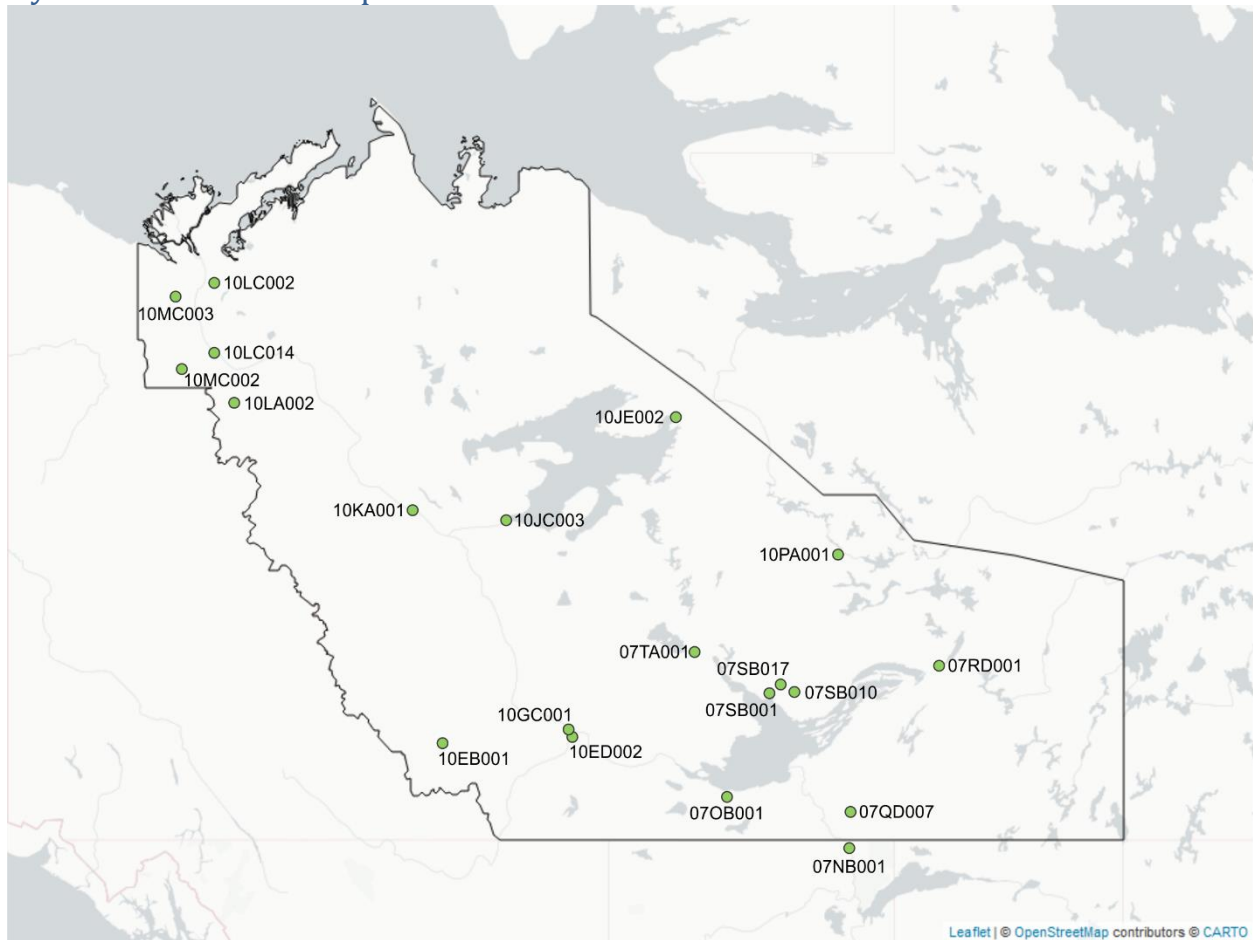 10LC002
10MC003
10LC014
10MC002
10LA002
10JE002
10KA001
10JC003
10PA001
07TA001
07SB017
07RD001
07SB010
07SB001
10GC001
10EB001
10ED002
07OB001
07QD007
07NB001
Leaflet | © OpenStreetMap contributors © CARTO